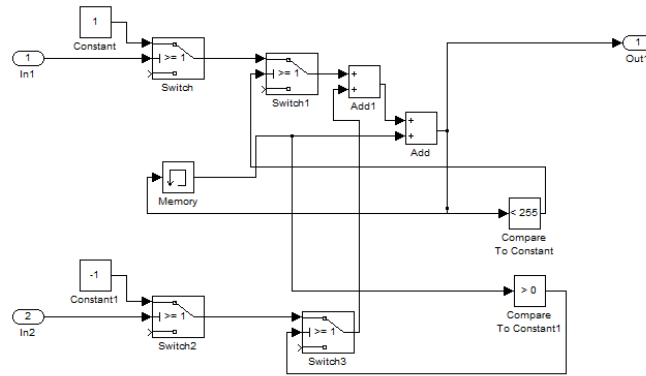 1
Constant
1
In1
>= 1
Switch
>= 1
Switch1
+
+
Add1
+
+
Add
1
Out1
Memory
< 255
Compare
To Constant
-1
Constant1
2
In2
>= 1
Switch2
>= 1
Switch3
> 0
Compare
To Constant1